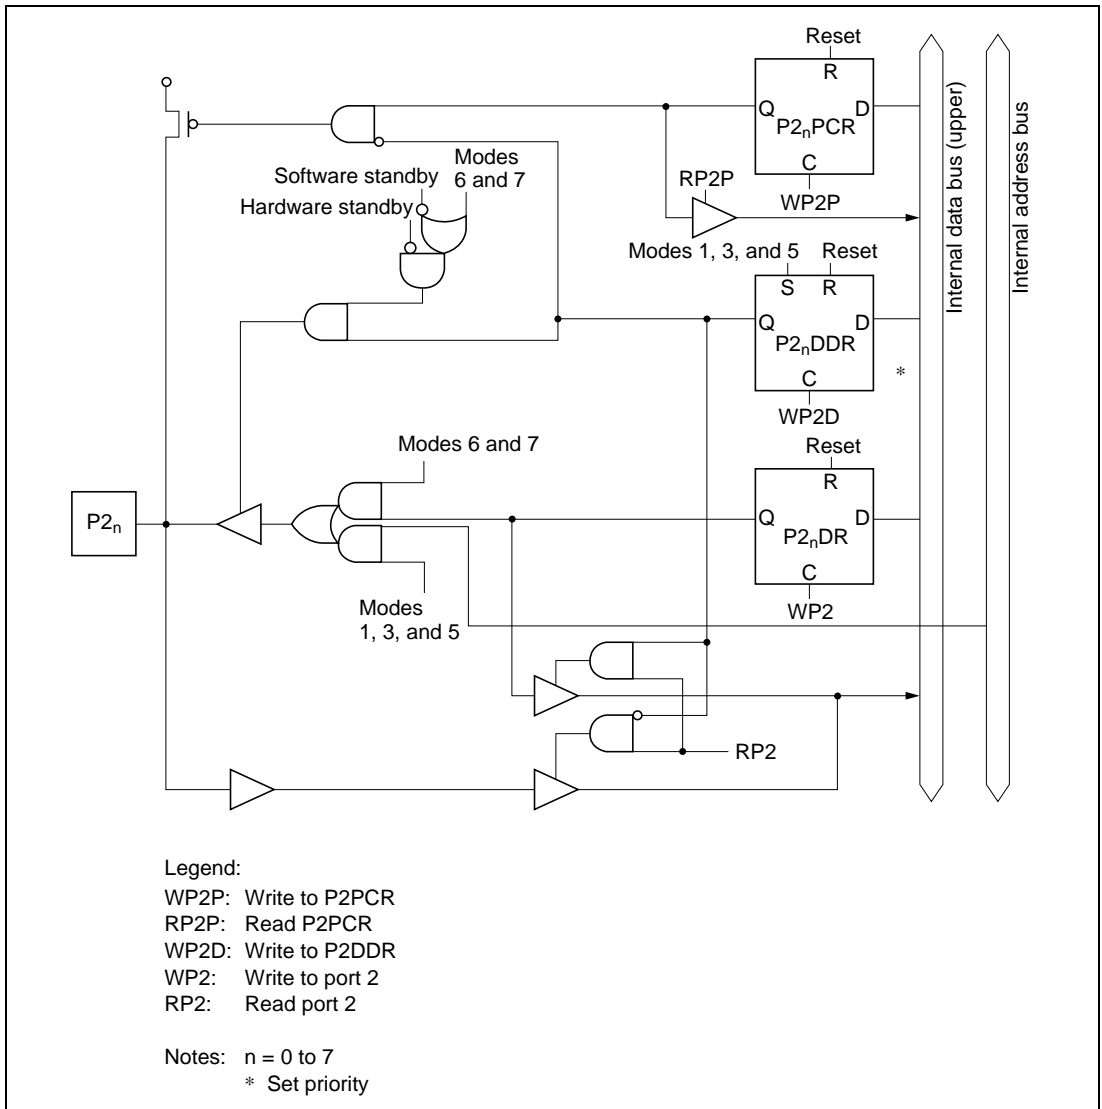 Reset
R
Q
D
P2nPCR
C
WP2P
Modes
6 and 7
Software standby
Hardware standby
RP2P
Modes 1, 3, and 5
Reset
S
R
Q
D
P2nDDR
C
*
WP2D
Internal data bus (upper)
Internal address bus
Modes 6 and 7
Reset
R
Q
D
P2nDR
C
WP2
P2n
Modes
1, 3, and 5
RP2
Legend:
WP2P: Write to P2PCR
RP2P: Read P2PCR
WP2D: Write to P2DDR
WP2: Write to port 2
RP2: Read port 2
Notes: n = 0 to 7
* Set priority